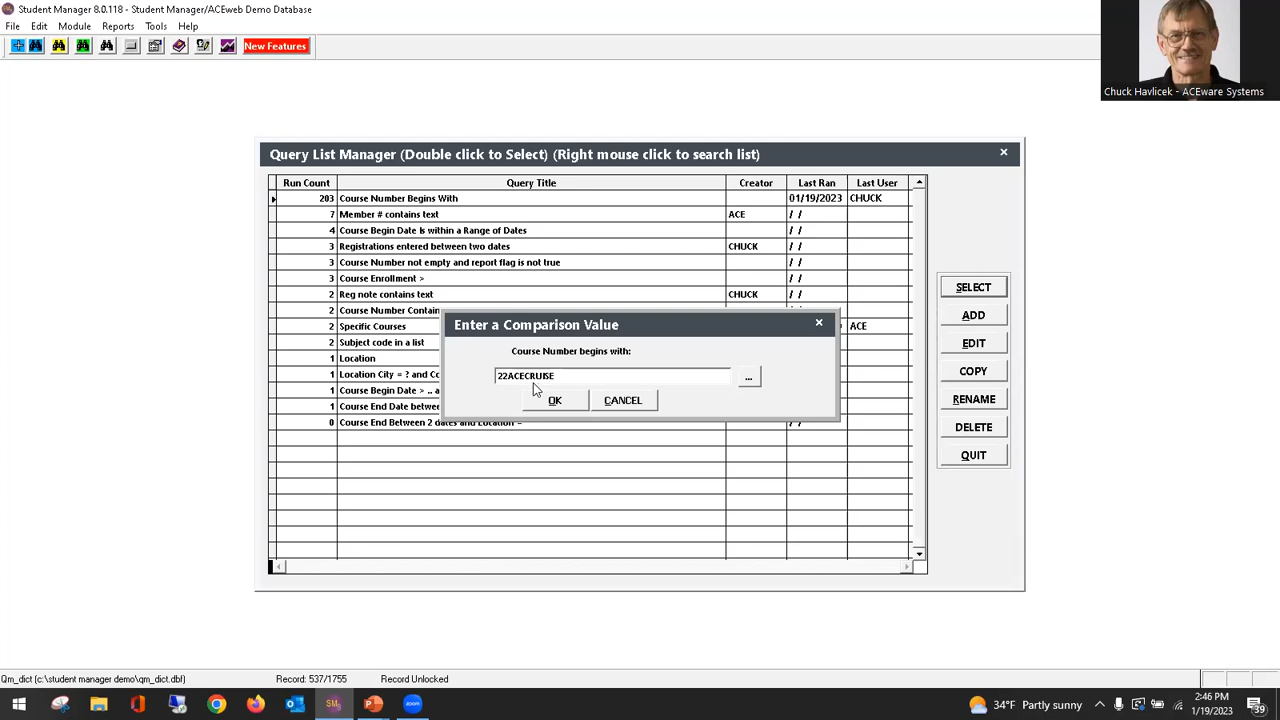 Student Manager 8.0.118 - Student Manager/ACEweb Demo Database
File Edit Module Reports Tools Help
New Features
Chuck Havlicek - ACEware Systems
Query List Manager (Double click to Select) (Right mouse click to search list)
Run Count Query Title Creator Last Ran Last User
203 Course Number Begins With 01/19/2023 CHUCK
7 Member # contains text ACE / /
4 Course Begin Date Is within a Range of Dates / /
3 Registrations entered between two dates CHUCK / /
3 Course Number not empty and report flag is not true / /
3 Course Enrollment > / /
2 Reg note contains text CHUCK / /
2 Course Number
2 Specific Courses ACE
2 Subject code in a list
1 Location
1 Location City = ? and
1 Course Begin Date > ..
1 Course End Date
0 Course End Between 2 dates and Location = / /
Enter a Comparison Value
Course Number begins with:
22ACECRUISE
...
OK CANCEL
SELECT
ADD
EDIT
COPY
RENAME
DELETE
QUIT
Qm_dict (c:\student manager demo\qm_dict.dbf) Record: 537/1755 Record Unlocked
34°F Partly sunny
2:46 PM
1/19/2023
39